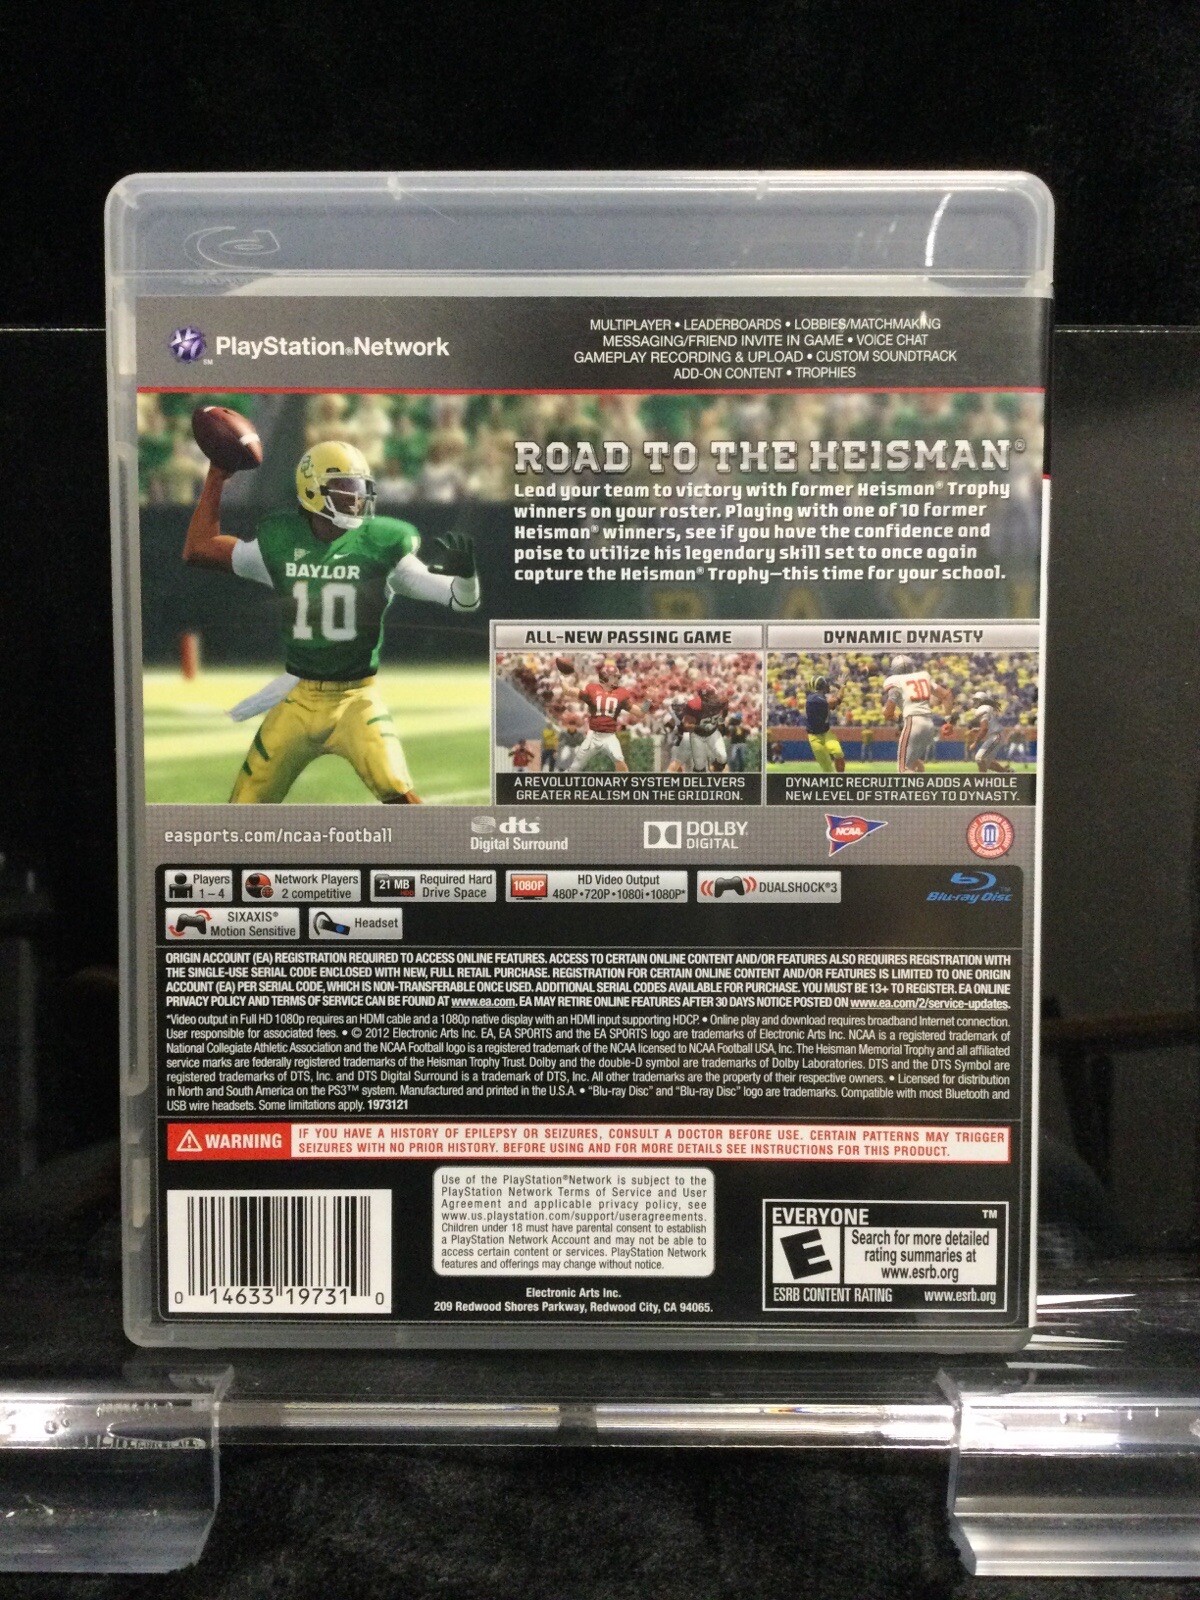 PlayStation®Network
SM
MULTIPLAYER • LEADERBOARDS • LOBBIES/MATCHMAKING
MESSAGING/FRIEND INVITE IN GAME • VOICE CHAT
GAMEPLAY RECORDING & UPLOAD • CUSTOM SOUNDTRACK
ADD-ON CONTENT • TROPHIES
ROAD TO THE HEISMAN®
Lead your team to victory with former Heisman® Trophy
winners on your roster. Playing with one of 10 former
Heisman® winners, see if you have the confidence and
poise to utilize his legendary skill set to once again
capture the Heisman® Trophy—this time for your school.
BAYLOR
10
ALL-NEW PASSING GAME
10
A REVOLUTIONARY SYSTEM DELIVERS
GREATER REALISM ON THE GRIDIRON.
DYNAMIC DYNASTY
30
DYNAMIC RECRUITING ADDS A WHOLE
NEW LEVEL OF STRATEGY TO DYNASTY.
easports.com/ncaa-football
dts
Digital Surround
DOLBY
DIGITAL
NCAA
Players
1 – 4
Network Players
2 competitive
21 MB
Required Hard
Drive Space
1080P
HD Video Output
480P•720P•1080i•1080P*
DUALSHOCK®3
Blu-ray Disc™
SIXAXIS®
Motion Sensitive
Headset
ORIGIN ACCOUNT (EA) REGISTRATION REQUIRED TO ACCESS ONLINE FEATURES. ACCESS TO CERTAIN ONLINE CONTENT AND/OR FEATURES ALSO REQUIRES REGISTRATION WITH
THE SINGLE-USE SERIAL CODE ENCLOSED WITH NEW, FULL RETAIL PURCHASE. REGISTRATION FOR CERTAIN ONLINE CONTENT AND/OR FEATURES IS LIMITED TO ONE ORIGIN
ACCOUNT (EA) PER SERIAL CODE, WHICH IS NON-TRANSFERABLE ONCE USED. ADDITIONAL SERIAL CODES AVAILABLE FOR PURCHASE. YOU MUST BE 13+ TO REGISTER. EA ONLINE
PRIVACY POLICY AND TERMS OF SERVICE CAN BE FOUND AT www.ea.com. EA MAY RETIRE ONLINE FEATURES AFTER 30 DAYS NOTICE POSTED ON www.ea.com/2/service-updates.
*Video output in Full HD 1080p requires an HDMI cable and a 1080p native display with an HDMI input supporting HDCP. • Online play and download requires broadband Internet connection.
User responsible for associated fees. • © 2012 Electronic Arts Inc. EA, EA SPORTS and the EA SPORTS logo are trademarks of Electronic Arts Inc. NCAA is a registered trademark of
National Collegiate Athletic Association and the NCAA Football logo is a registered trademark of the NCAA licensed to NCAA Football USA, Inc. The Heisman Memorial Trophy and all affiliated
service marks are federally registered trademarks of the Heisman Trophy Trust. Dolby and the double-D symbol are trademarks of Dolby Laboratories. DTS and the DTS Symbol are
registered trademarks of DTS, Inc. and DTS Digital Surround is a trademark of DTS, Inc. All other trademarks are the property of their respective owners. • Licensed for distribution
in North and South America on the PS3™ system. Manufactured and printed in the U.S.A. • "Blu-ray Disc" and "Blu-ray Disc" logo are trademarks. Compatible with most Bluetooth and
USB wire headsets. Some limitations apply. 1973121
WARNING
IF YOU HAVE A HISTORY OF EPILEPSY OR SEIZURES, CONSULT A DOCTOR BEFORE USE. CERTAIN PATTERNS MAY TRIGGER
SEIZURES WITH NO PRIOR HISTORY. BEFORE USING AND FOR MORE DETAILS SEE INSTRUCTIONS FOR THIS PRODUCT.
Use of the PlayStation®Network is subject to the
PlayStation Network Terms of Service and User
Agreement and applicable privacy policy, see
www.us.playstation.com/support/useragreements.
Children under 18 must have parental consent to establish
a PlayStation Network Account and may not be able to
access certain content or services. PlayStation Network
features and offerings may change without notice.
0 14633 19731 0
Electronic Arts Inc.
209 Redwood Shores Parkway, Redwood City, CA 94065.
EVERYONE ™
E
Search for more detailed
rating summaries at
www.esrb.org
ESRB CONTENT RATING www.esrb.org